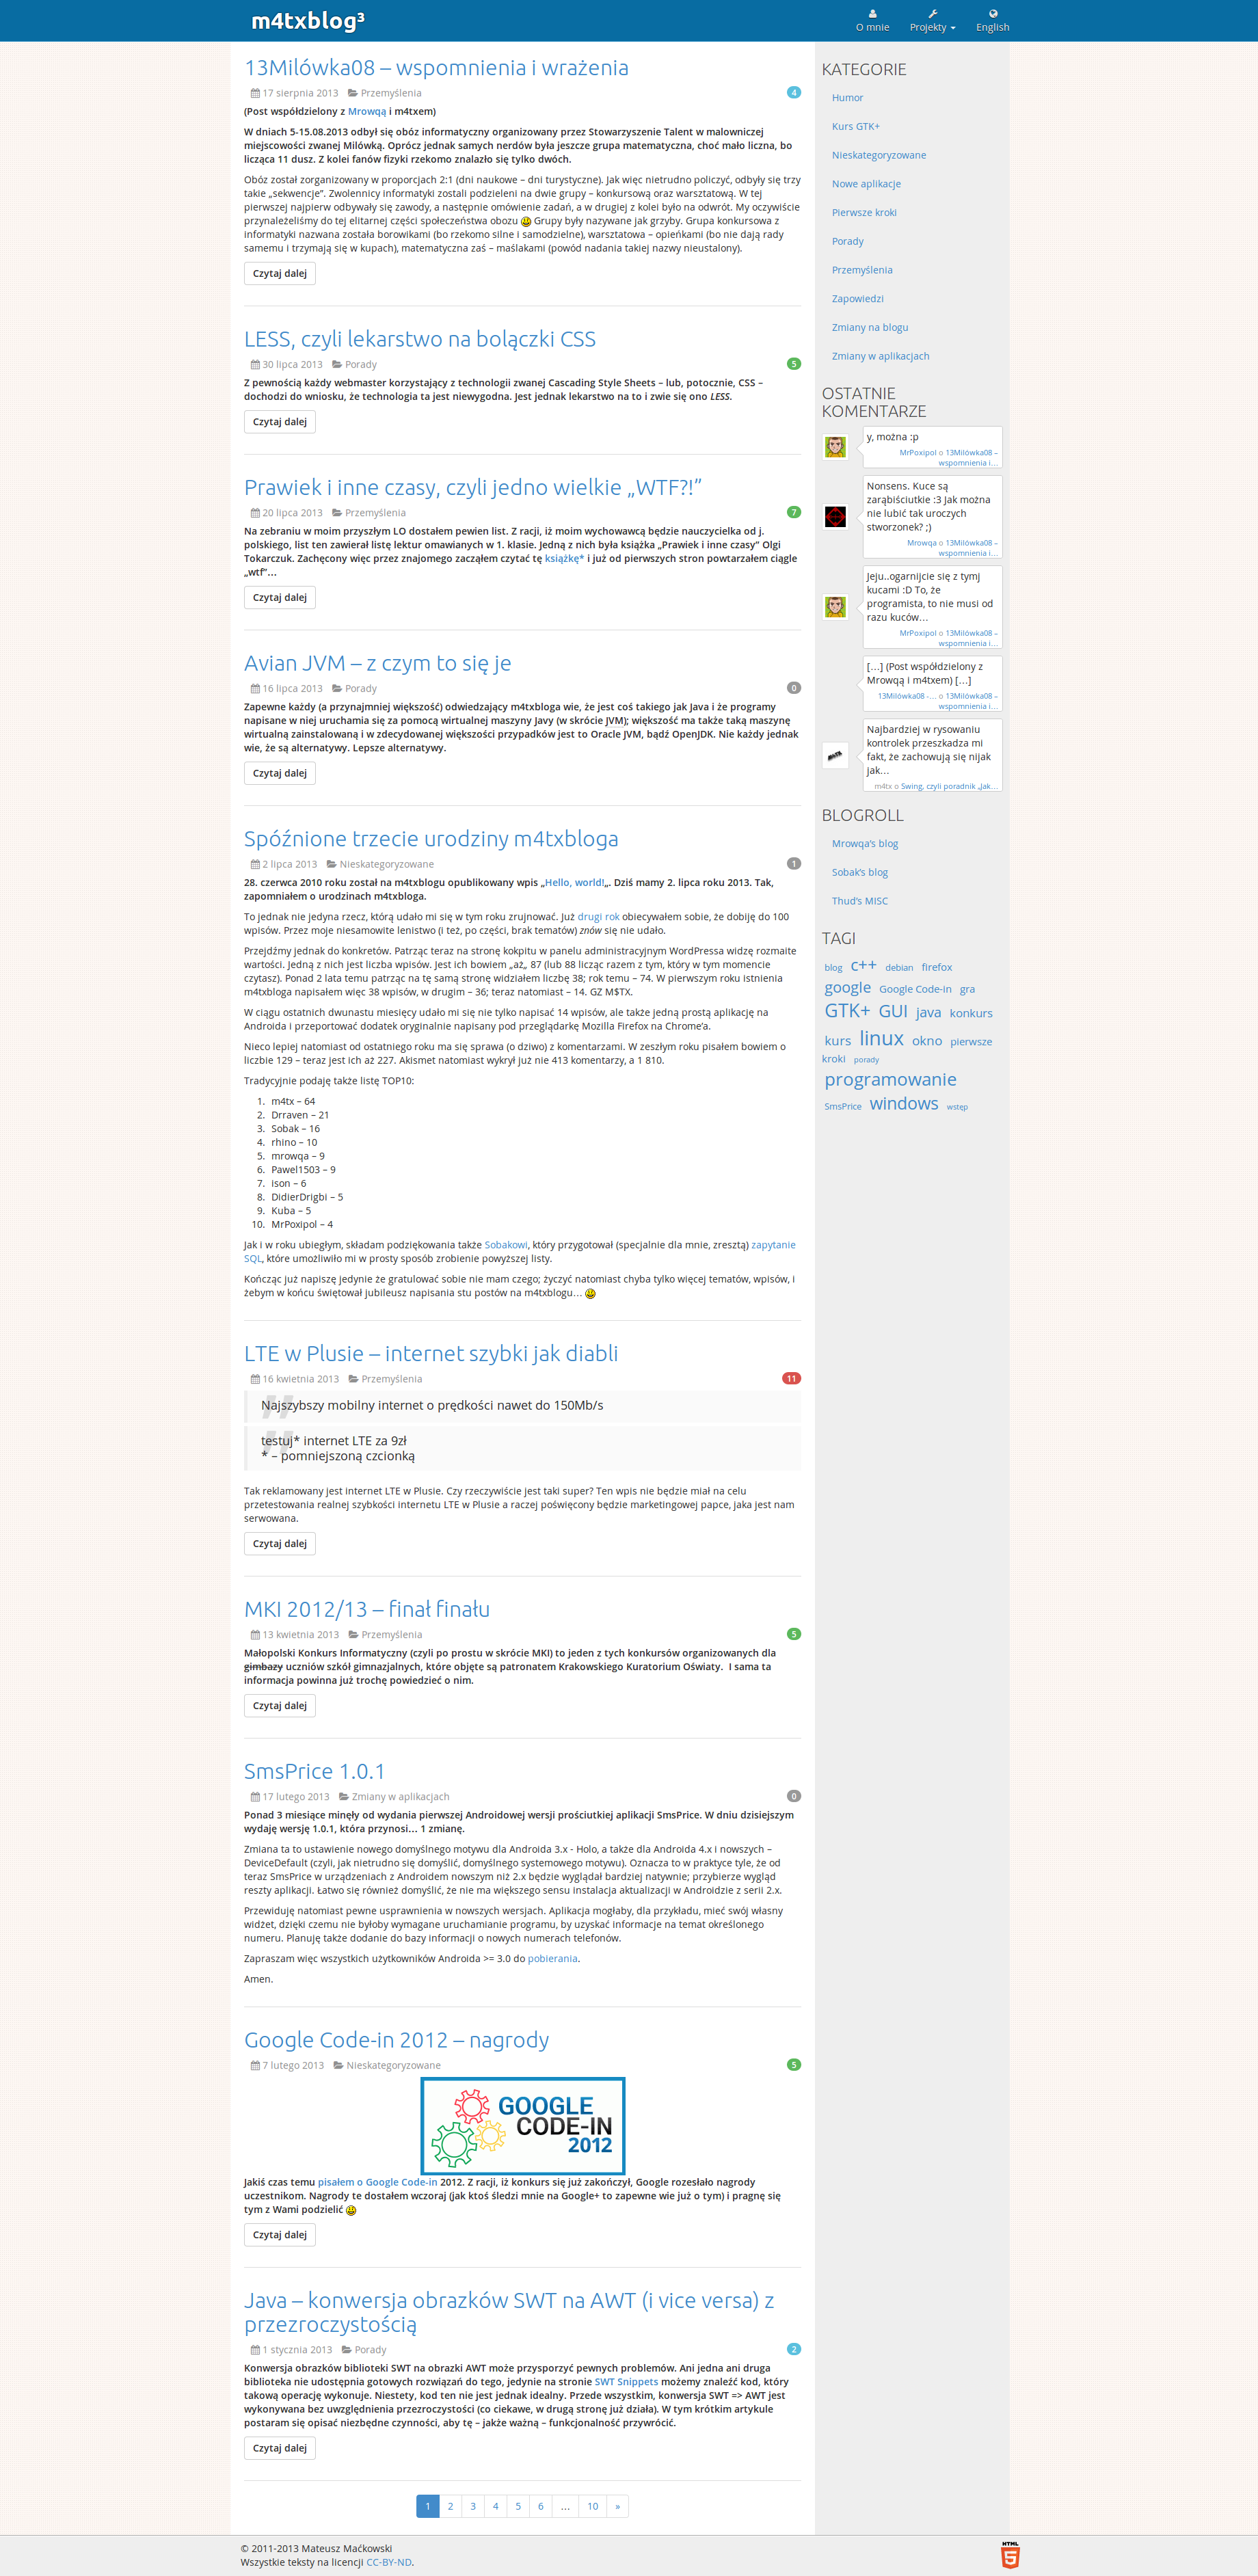 m4txblog³
O mnie
Projekty
English
13Milówka08 – wspomnienia i wrażenia
17 sierpnia 2013 Przemyślenia 4
(Post współdzielony z Mrowqą i m4txem)
W dniach 5-15.08.2013 odbył się obóz informatyczny organizowany przez Stowarzyszenie Talent w malowniczej
miejscowości zwanej Milówką. Oprócz jednak samych nerdów była jeszcze grupa matematyczna, choć mało liczna, bo
licząca 11 dusz. Z kolei fanów fizyki rzekomo znalazło się tylko dwóch.
Obóz został zorganizowany w proporcjach 2:1 (dni naukowe – dni turystyczne). Jak więc nietrudno policzyć, odbyły się trzy
takie „sekwencje”. Zwolennicy informatyki zostali podzieleni na dwie grupy – konkursową oraz warsztatową. W tej
pierwszej najpierw odbywały się zawody, a następnie omówienie zadań, a w drugiej z kolei było na odwrót. My oczywiście
przynależeliśmy do tej elitarnej części społeczeństwa obozu Grupy były nazywane jak grzyby. Grupa konkursowa z
informatyki nazwana została borowikami (bo rzekomo silne i samodzielne), warsztatowa – opieńkami (bo nie dają rady
samemu i trzymają się w kupach), matematyczna zaś – maślakami (powód nadania takiej nazwy nieustalony).
Czytaj dalej
LESS, czyli lekarstwo na bolączki CSS
30 lipca 2013 Porady 5
Z pewnością każdy webmaster korzystający z technologii zwanej Cascading Style Sheets – lub, potocznie, CSS –
dochodzi do wniosku, że technologia ta jest niewygodna. Jest jednak lekarstwo na to i zwie się ono LESS.
Czytaj dalej
Prawiek i inne czasy, czyli jedno wielkie „WTF?!”
20 lipca 2013 Przemyślenia 7
Na zebraniu w moim przyszłym LO dostałem pewien list. Z racji, iż moim wychowawcą będzie nauczycielka od j.
polskiego, list ten zawierał listę lektur omawianych w 1. klasie. Jedną z nich była książka „Prawiek i inne czasy” Olgi
Tokarczuk. Zachęcony więc przez znajomego zacząłem czytać tę książkę* i już od pierwszych stron powtarzałem ciągle
„wtf”…
Czytaj dalej
Avian JVM – z czym to się je
16 lipca 2013 Porady 0
Zapewne każdy (a przynajmniej większość) odwiedzający m4txbloga wie, że jest coś takiego jak Java i że programy
napisane w niej uruchamia się za pomocą wirtualnej maszyny Javy (w skrócie JVM); większość ma także taką maszynę
wirtualną zainstalowaną i w zdecydowanej większości przypadków jest to Oracle JVM, bądź OpenJDK. Nie każdy jednak
wie, że są alternatywy. Lepsze alternatywy.
Czytaj dalej
Spóźnione trzecie urodziny m4txbloga
2 lipca 2013 Nieskategoryzowane 1
28. czerwca 2010 roku został na m4txblogu opublikowany wpis „Hello, world!„. Dziś mamy 2. lipca roku 2013. Tak,
zapomniałem o urodzinach m4txbloga.
To jednak nie jedyna rzecz, którą udało mi się w tym roku zrujnować. Już drugi rok obiecywałem sobie, że dobiję do 100
wpisów. Przez moje niesamowite lenistwo (i też, po części, brak tematów) znów się nie udało.
Przejdźmy jednak do konkretów. Patrząc teraz na stronę kokpitu w panelu administracyjnym WordPressa widzę rozmaite
wartości. Jedną z nich jest liczba wpisów. Jest ich bowiem „aż„ 87 (lub 88 licząc razem z tym, który w tym momencie
czytasz). Ponad 2 lata temu patrząc na tę samą stronę widziałem liczbę 38; rok temu – 74. W pierwszym roku istnienia
m4txbloga napisałem więc 38 wpisów, w drugim – 36; teraz natomiast – 14. GZ M$TX.
W ciągu ostatnich dwunastu miesięcy udało mi się nie tylko napisać 14 wpisów, ale także jedną prostą aplikację na
Androida i przeportować dodatek oryginalnie napisany pod przeglądarkę Mozilla Firefox na Chrome’a.
Nieco lepiej natomiast od ostatniego roku ma się sprawa (o dziwo) z komentarzami. W zeszłym roku pisałem bowiem o
liczbie 129 – teraz jest ich aż 227. Akismet natomiast wykrył już nie 413 komentarzy, a 1 810.
Tradycyjnie podaję także listę TOP10:
1. m4tx – 64
2. Drraven – 21
3. Sobak – 16
4. rhino – 10
5. mrowqa – 9
6. Pawel1503 – 9
7. ison – 6
8. DidierDrigbi – 5
9. Kuba – 5
10. MrPoxipol – 4
Jak i w roku ubiegłym, składam podziękowania także Sobakowi, który przygotował (specjalnie dla mnie, zresztą) zapytanie
SQL, które umożliwiło mi w prosty sposób zrobienie powyższej listy.
Kończąc już napiszę jedynie że gratulować sobie nie mam czego; życzyć natomiast chyba tylko więcej tematów, wpisów, i
żebym w końcu świętował jubileusz napisania stu postów na m4txblogu…
LTE w Plusie – internet szybki jak diabli
16 kwietnia 2013 Przemyślenia 11
Najszybszy mobilny internet o prędkości nawet do 150Mb/s
testuj* internet LTE za 9zł
* – pomniejszoną czcionką
Tak reklamowany jest internet LTE w Plusie. Czy rzeczywiście jest taki super? Ten wpis nie będzie miał na celu
przetestowania realnej szybkości internetu LTE w Plusie a raczej poświęcony będzie marketingowej papce, jaka jest nam
serwowana.
Czytaj dalej
MKI 2012/13 – finał finału
13 kwietnia 2013 Przemyślenia 5
Małopolski Konkurs Informatyczny (czyli po prostu w skrócie MKI) to jeden z tych konkursów organizowanych dla
gimbazy uczniów szkół gimnazjalnych, które objęte są patronatem Krakowskiego Kuratorium Oświaty. I sama ta
informacja powinna już trochę powiedzieć o nim.
Czytaj dalej
SmsPrice 1.0.1
17 lutego 2013 Zmiany w aplikacjach 0
Ponad 3 miesiące minęły od wydania pierwszej Androidowej wersji prościutkiej aplikacji SmsPrice. W dniu dzisiejszym
wydaję wersję 1.0.1, która przynosi… 1 zmianę.
Zmiana ta to ustawienie nowego domyślnego motywu dla Androida 3.x - Holo, a także dla Androida 4.x i nowszych –
DeviceDefault (czyli, jak nietrudno się domyślić, domyślnego systemowego motywu). Oznacza to w praktyce tyle, że od
teraz SmsPrice w urządzeniach z Androidem nowszym niż 2.x będzie wyglądał bardziej natywnie; przybierze wygląd
reszty aplikacji. Łatwo się również domyślić, że nie ma większego sensu instalacja aktualizacji w Androidzie z serii 2.x.
Przewiduję natomiast pewne usprawnienia w nowszych wersjach. Aplikacja mogłaby, dla przykładu, mieć swój własny
widżet, dzięki czemu nie byłoby wymagane uruchamianie programu, by uzyskać informacje na temat określonego
numeru. Planuję także dodanie do bazy informacji o nowych numerach telefonów.
Zapraszam więc wszystkich użytkowników Androida >= 3.0 do pobierania.
Amen.
Google Code-in 2012 – nagrody
7 lutego 2013 Nieskategoryzowane 5
GOOGLE
CODE-IN
2012
Jakiś czas temu pisałem o Google Code-in 2012. Z racji, iż konkurs się już zakończył, Google rozesłało nagrody
uczestnikom. Nagrody te dostałem wczoraj (jak ktoś śledzi mnie na Google+ to zapewne wie już o tym) i pragnę się
tym z Wami podzielić
Czytaj dalej
Java – konwersja obrazków SWT na AWT (i vice versa) z
przezroczystością
1 stycznia 2013 Porady 2
Konwersja obrazków biblioteki SWT na obrazki AWT może przysporzyć pewnych problemów. Ani jedna ani druga
biblioteka nie udostępnia gotowych rozwiązań do tego, jedynie na stronie SWT Snippets możemy znaleźć kod, który
takową operację wykonuje. Niestety, kod ten nie jest jednak idealny. Przede wszystkim, konwersja SWT => AWT jest
wykonywana bez uwzględnienia przezroczystości (co ciekawe, w drugą stronę już działa). W tym krótkim artykule
postaram się opisać niezbędne czynności, aby tę – jakże ważną – funkcjonalność przywrócić.
Czytaj dalej
1 2 3 4 5 6 … 10 »
KATEGORIE
Humor
Kurs GTK+
Nieskategoryzowane
Nowe aplikacje
Pierwsze kroki
Porady
Przemyślenia
Zapowiedzi
Zmiany na blogu
Zmiany w aplikacjach
OSTATNIE
KOMENTARZE
y, można :p
MrPoxipol o 13Milówka08 –
wspomnienia i…
Nonsens. Kuce są
zarąbiściutkie :3 Jak można
nie lubić tak uroczych
stworzonek? ;)
Mrowqa o 13Milówka08 –
wspomnienia i…
Jeju..ogarnijcie się z tymj
kucami :D To, że
programista, to nie musi od
razu kuców…
MrPoxipol o 13Milówka08 –
wspomnienia i…
[…] (Post współdzielony z
Mrowqą i m4txem) […]
13Milówka08 -… o 13Milówka08 –
wspomnienia i…
Najbardziej w rysowaniu
kontrolek przeszkadza mi
fakt, że zachowują się nijak
jak…
m4tx o Swing, czyli poradnik „Jak…
BLOGROLL
Mrowqa’s blog
Sobak’s blog
Thud’s MISC
TAGI
blog c++ debian firefox
google Google Code-in gra
GTK+ GUI java konkurs
kurs linux okno pierwsze
kroki porady
programowanie
SmsPrice windows wstęp
© 2011-2013 Mateusz Maćkowski
Wszystkie teksty na licencji CC-BY-ND.
HTML
5